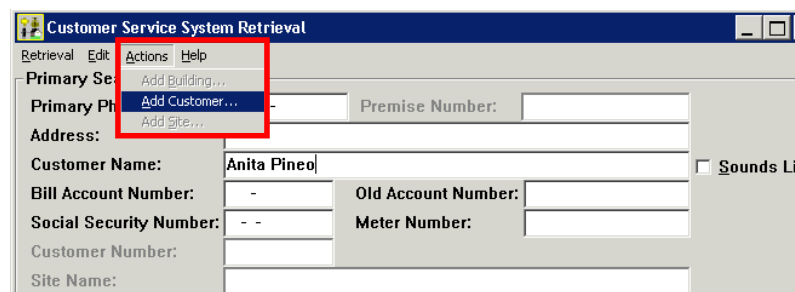 Customer Service System Retrieval
Retrieval Edit Actions Help
Primary Se
Add Building...
Primary Ph - Premise Number:
Add Customer...
Add Site...
Address:
Customer Name: Anita Pineo Sounds Li
Bill Account Number: - Old Account Number:
Social Security Number: - - Meter Number:
Customer Number:
Site Name: